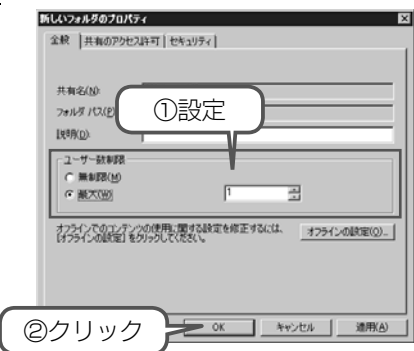 新しいフォルダのプロパティ
全般 共有のアクセス許可 セキュリティ
共有名(N):
フォルダ パス(P)
説明(D):
①設定
ユーザー数制限
無制限(M)
最大(W) 1
オフラインでのコンテンツの使用に関する設定を修正するには、
[オフラインの設定] をクリックしてください。
オフラインの設定(O)...
②クリック
OK キャンセル 適用(A)